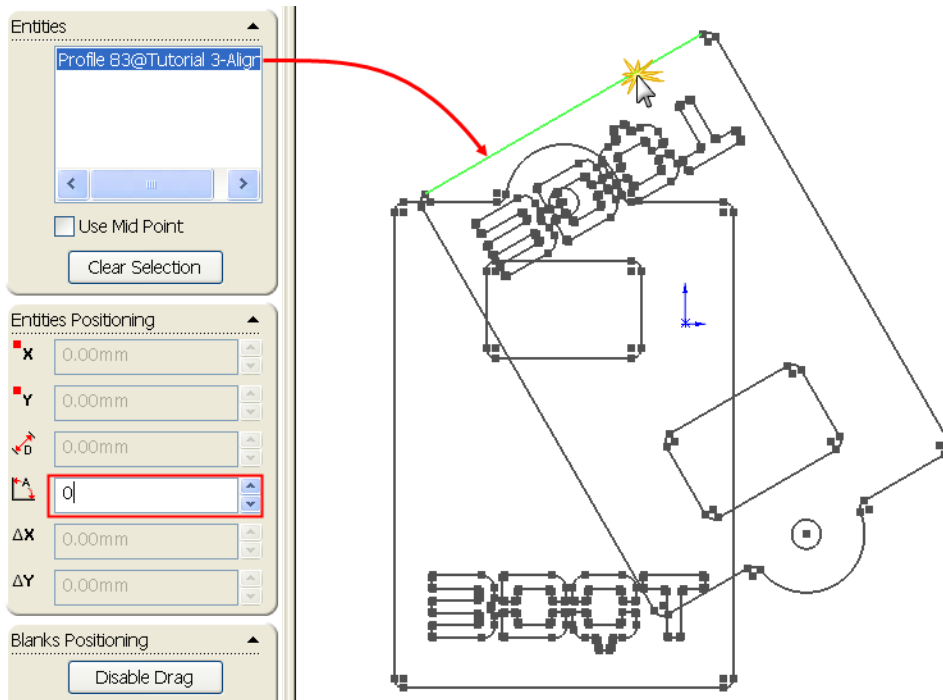 Entities
Profile 83@Tutorial 3-Align
Use Mid Point
Clear Selection
Entities Positioning
X
0.00mm
Y
0.00mm
D
0.00mm
A
0
ΔX
0.00mm
ΔY
0.00mm
Blanks Positioning
Disable Drag